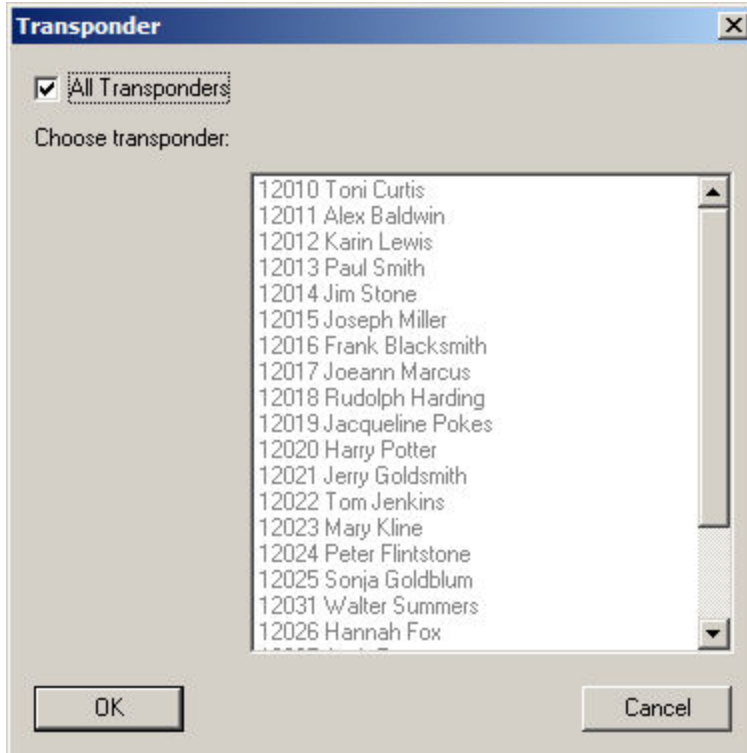 Transponder
All Transponders
Choose transponder:
12010 Toni Curtis
12011 Alex Baldwin
12012 Karin Lewis
12013 Paul Smith
12014 Jim Stone
12015 Joseph Miller
12016 Frank Blacksmith
12017 Joeann Marcus
12018 Rudolph Harding
12019 Jacqueline Pokes
12020 Harry Potter
12021 Jerry Goldsmith
12022 Tom Jenkins
12023 Mary Kline
12024 Peter Flintstone
12025 Sonja Goldblum
12031 Walter Summers
12026 Hannah Fox
OK
Cancel